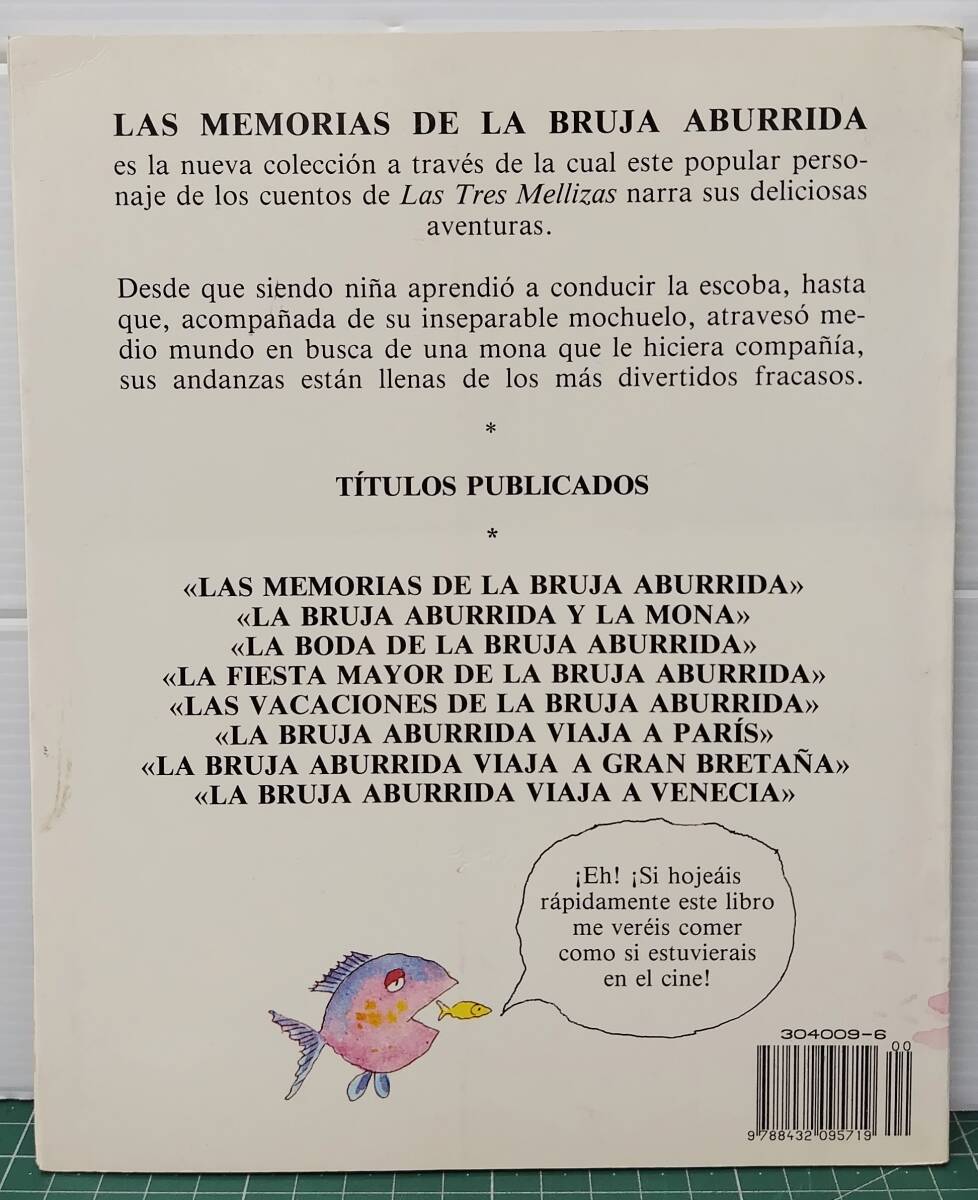 LAS MEMORIAS DE LA BRUJA ABURRIDA
es la nueva colección a través de la cual este popular perso-
naje de los cuentos de Las Tres Mellizas narra sus deliciosas
aventuras.
Desde que siendo niña aprendió a conducir la escoba, hasta
que, acompañada de su inseparable mochuelo, atravesó me-
dio mundo en busca de una mona que le hiciera compañía,
sus andanzas están llenas de los más divertidos fracasos.
*
TÍTULOS PUBLICADOS
*
«LAS MEMORIAS DE LA BRUJA ABURRIDA»
«LA BRUJA ABURRIDA Y LA MONA»
«LA BODA DE LA BRUJA ABURRIDA»
«LA FIESTA MAYOR DE LA BRUJA ABURRIDA»
«LAS VACACIONES DE LA BRUJA ABURRIDA»
«LA BRUJA ABURRIDA VIAJA A PARÍS»
«LA BRUJA ABURRIDA VIAJA A GRAN BRETAÑA»
«LA BRUJA ABURRIDA VIAJA A VENECIA»
¡Eh! ¡Si hojeáis
rápidamente este libro
me veréis comer
como si estuvierais
en el cine!
304009-6
00
9 788432 095719